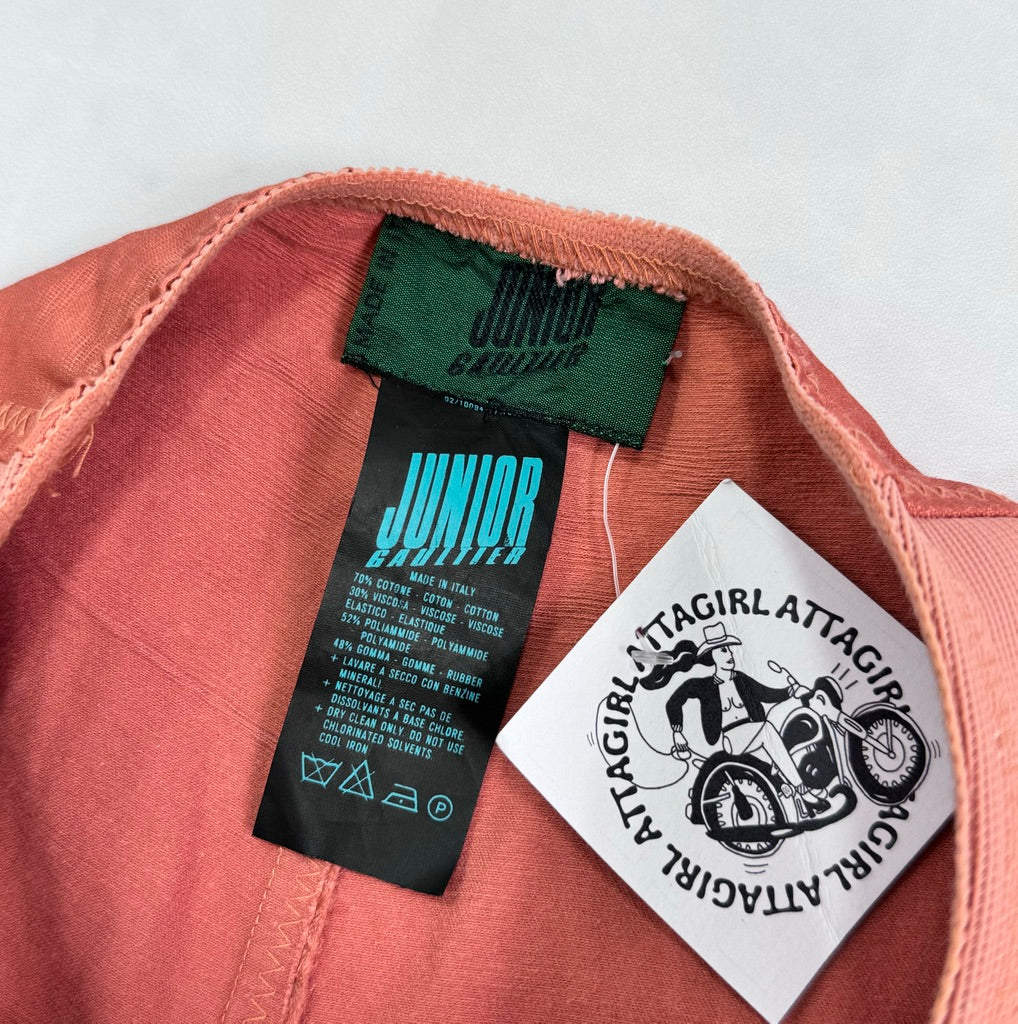 MADE IN
JUNIOR
GAULTIER
JUNIOR
GAULTIER
MADE IN ITALY
70% COTONE - COTON - COTTON
30% VISCOSA - VISCOSE - VISCOSE
ELASTICO - ELASTIQUE
52% POLIAMMIDE - POLYAMMIDE
POLYAMIDE
48% GOMMA - GOMME - RUBBER
+ LAVARE A SECCO CON BENZINE
MINERALI
+ NETTOYAGE A SEC PAS DE
DISSOLVANTS A BASE CHLORE
+ DRY CLEAN ONLY. DO NOT USE
CHLORINATED SOLVENTS.
COOL IRON.
P
ATTAGIRL ATTAGIRL ATTAGIRL ATTAGIRL ATTAGIRL